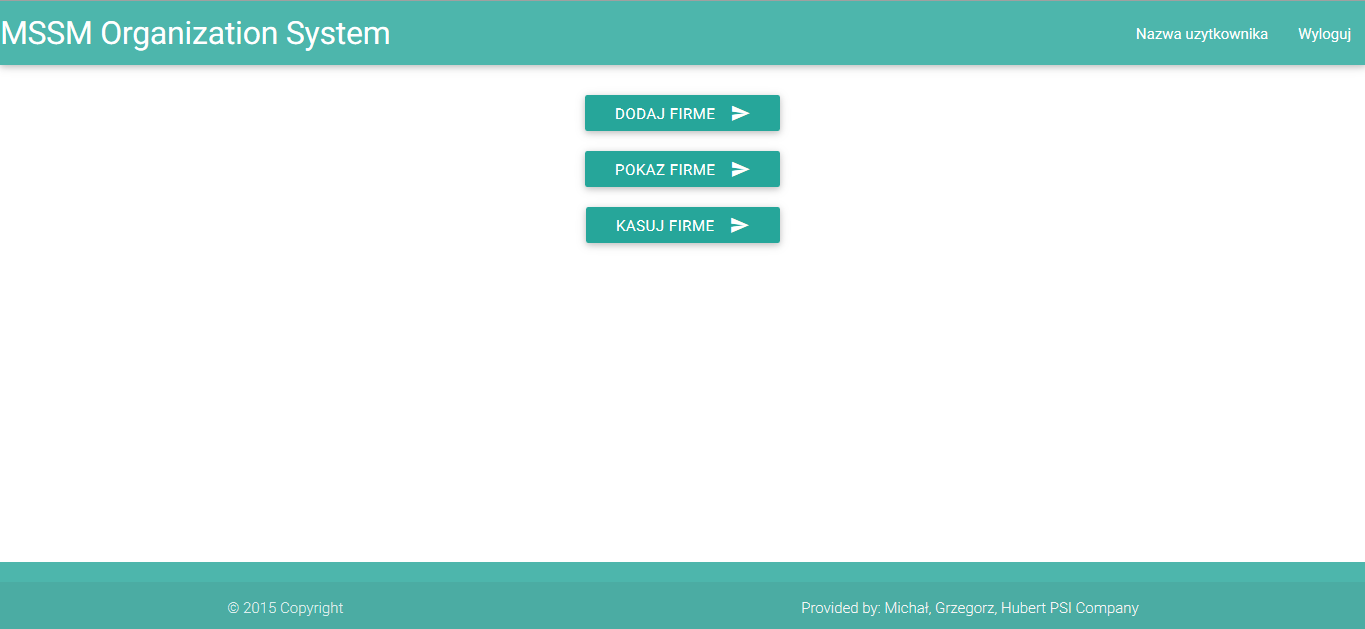 MSSM Organization System
Nazwa uzytkownika Wyloguj
DODAJ FIRME
POKAZ FIRME
KASUJ FIRME
© 2015 Copyright Provided by: Michał, Grzegorz, Hubert PSI Company